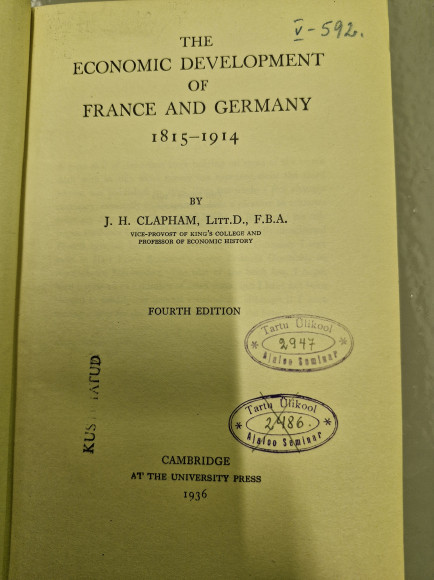 V-592.
THE
ECONOMIC DEVELOPMENT
OF
FRANCE AND GERMANY
1815–1914
BY
J. H. CLAPHAM, LITT.D., F.B.A.
VICE-PROVOST OF KING'S COLLEGE AND
PROFESSOR OF ECONOMIC HISTORY
FOURTH EDITION
Tartu Ülikool
* 2947 *
Ajaloo Seminar
KUSTUTATUD
Tartu Ülikool
* 2486. *
Ajaloo Seminar
CAMBRIDGE
AT THE UNIVERSITY PRESS
1936